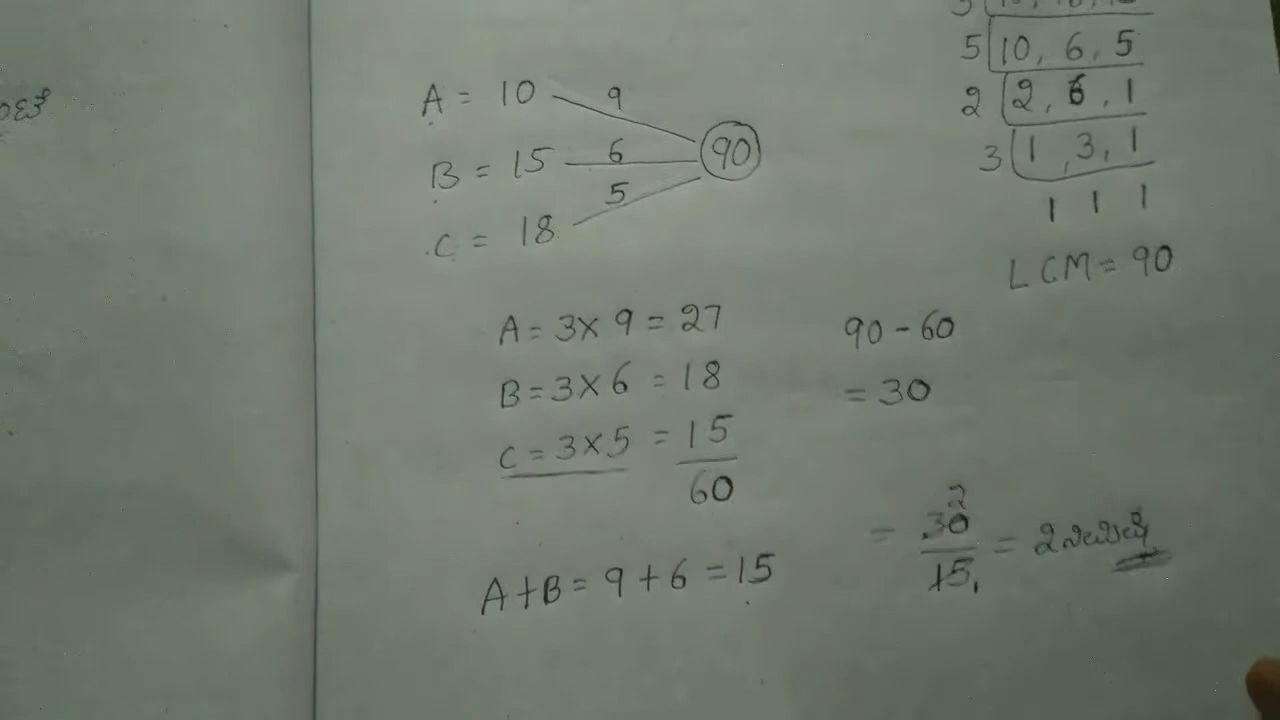 A = 10 9
B = 15 6 90
C = 18 5
5 10, 6, 5
2 2, 6, 1
3 1, 3, 1
1 1 1
LCM = 90
A = 3 x 9 = 27
B = 3 x 6 = 18
C = 3 x 5 = 15
60
90 - 60
= 30
A + B = 9 + 6 = 15
= 30/15 = 2 ನಿಮಿಷ
2
1